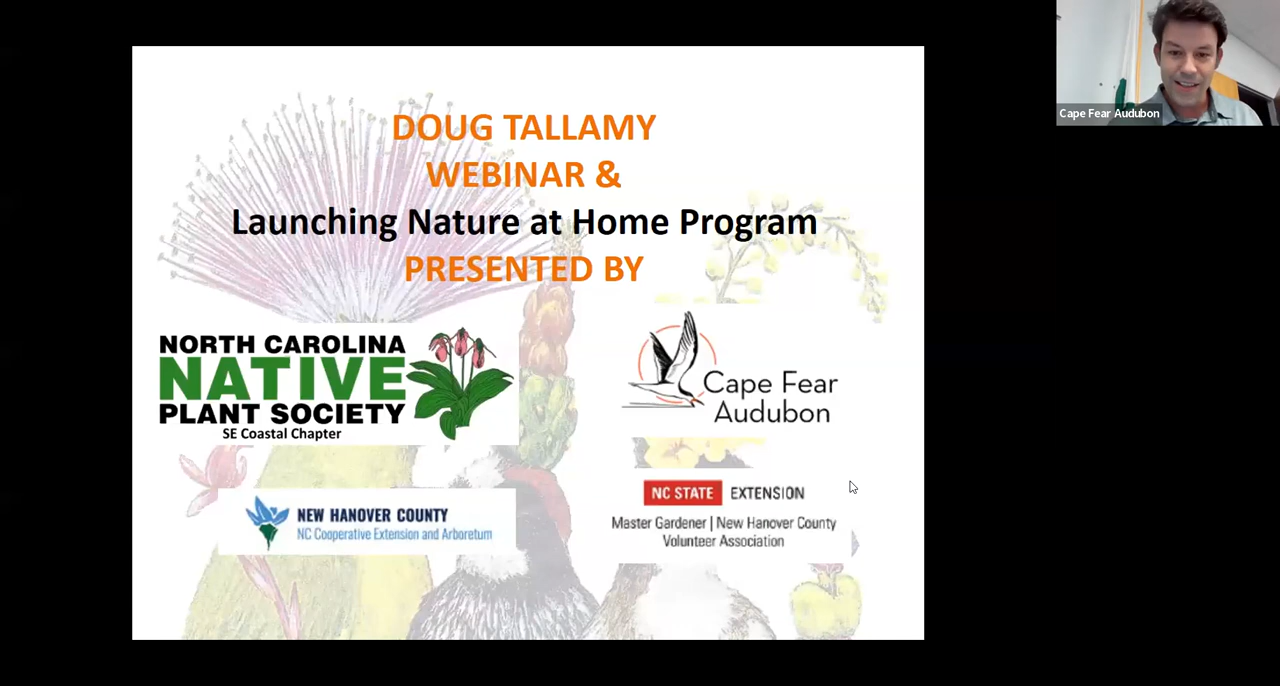 DOUG TALLAMY
WEBINAR &
Launching Nature at Home Program
PRESENTED BY
NORTH CAROLINA
NATIVE
PLANT SOCIETY
SE Coastal Chapter
Cape Fear
Audubon
NEW HANOVER COUNTY
NC Cooperative Extension and Arboretum
NC STATE EXTENSION
Master Gardener | New Hanover County
Volunteer Association
Cape Fear Audubon